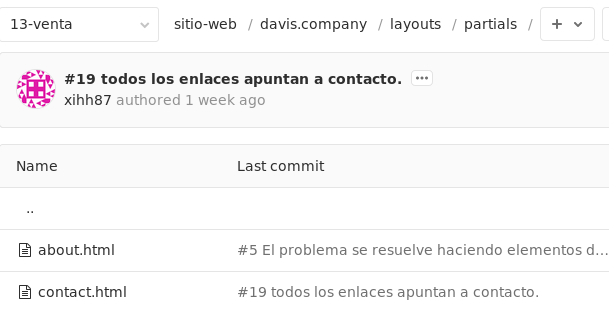 13-venta sitio-web / davis.company / layouts / partials / +
#19 todos los enlaces apuntan a contacto. ...
xihh87 authored 1 week ago
Name Last commit
..
about.html #5 El problema se resuelve haciendo elementos d...
contact.html #19 todos los enlaces apuntan a contacto.